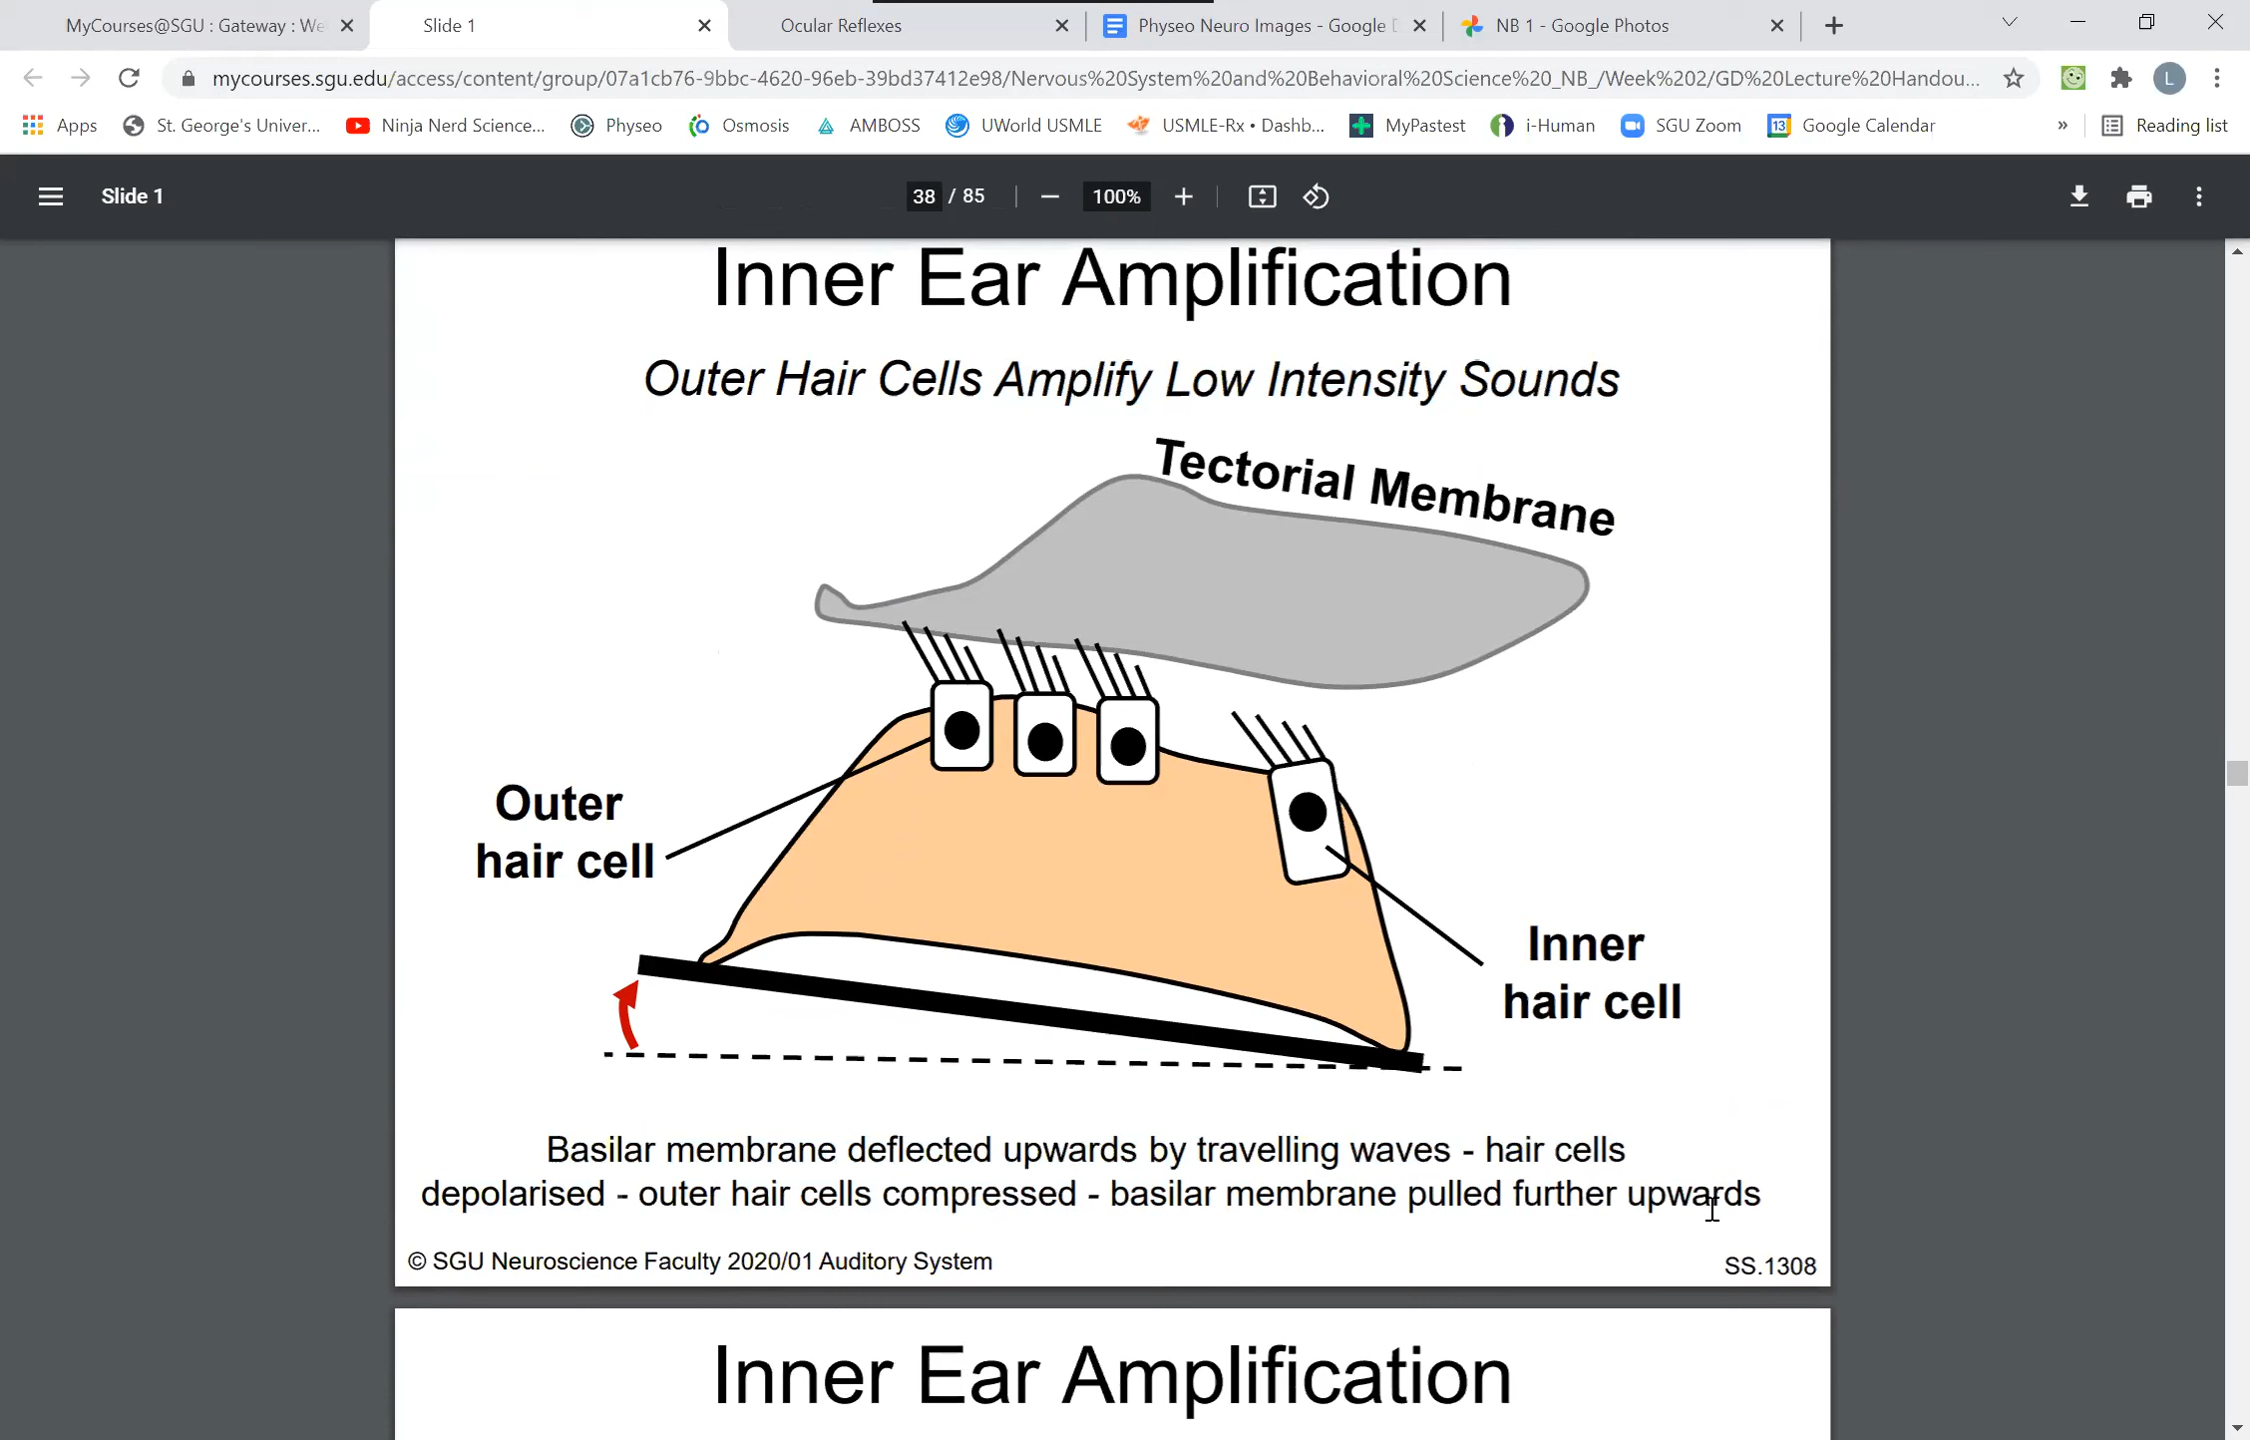 MyCourses@SGU : Gateway : We
Slide 1
Ocular Reflexes
Physeo Neuro Images - Google D
NB 1 - Google Photos
mycourses.sgu.edu/access/content/group/07a1cb76-9bbc-4620-96eb-39bd37412e98/Nervous%20System%20and%20Behavioral%20Science%20_NB_/Week%202/GD%20Lecture%20Handou...
L
Apps
St. George's Univer...
Ninja Nerd Science...
Physeo
Osmosis
AMBOSS
UWorld USMLE
USMLE-Rx • Dashb...
MyPastest
i-Human
SGU Zoom
13
Google Calendar
»
Reading list
Slide 1
38 / 85
100%
Inner Ear Amplification
Outer Hair Cells Amplify Low Intensity Sounds
Tectorial Membrane
Outer
hair cell
Inner
hair cell
Basilar membrane deflected upwards by travelling waves - hair cells
depolarised - outer hair cells compressed - basilar membrane pulled further upwards
© SGU Neuroscience Faculty 2020/01 Auditory System
SS.1308
Inner Ear Amplification